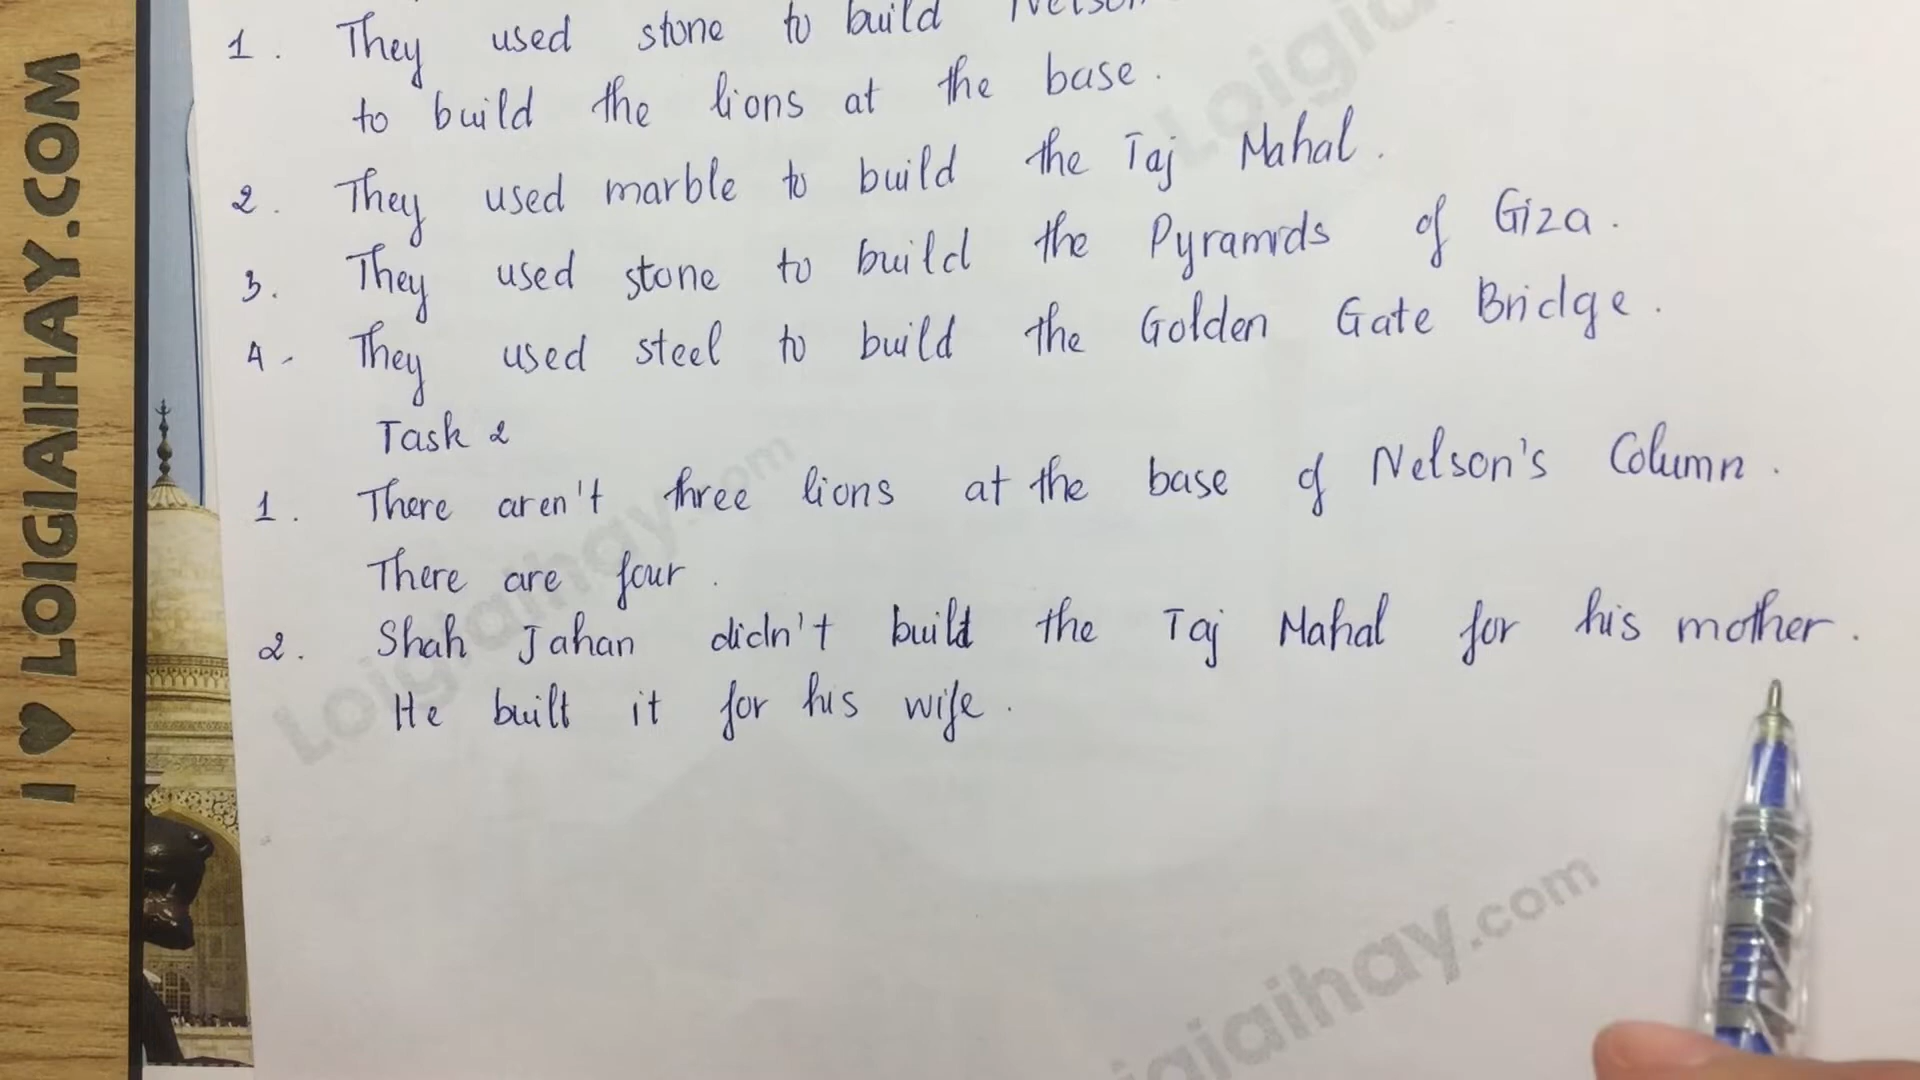 1. They used stone to build Nelson
to build the lions at the base.
2. They used marble to build the Taj Mahal.
3. They used stone to build the Pyramids of Giza.
4. They used steel to build the Golden Gate Bridge.
Task 2
1. There aren't three lions at the base of Nelson's Column.
There are four.
2. Shah Jahan didn't build the Taj Mahal for his mother.
He built it for his wife.
I ♥ LOIGIAIHAY.COM
Loigiaihay.com
Loigiaihay.com
Loigia